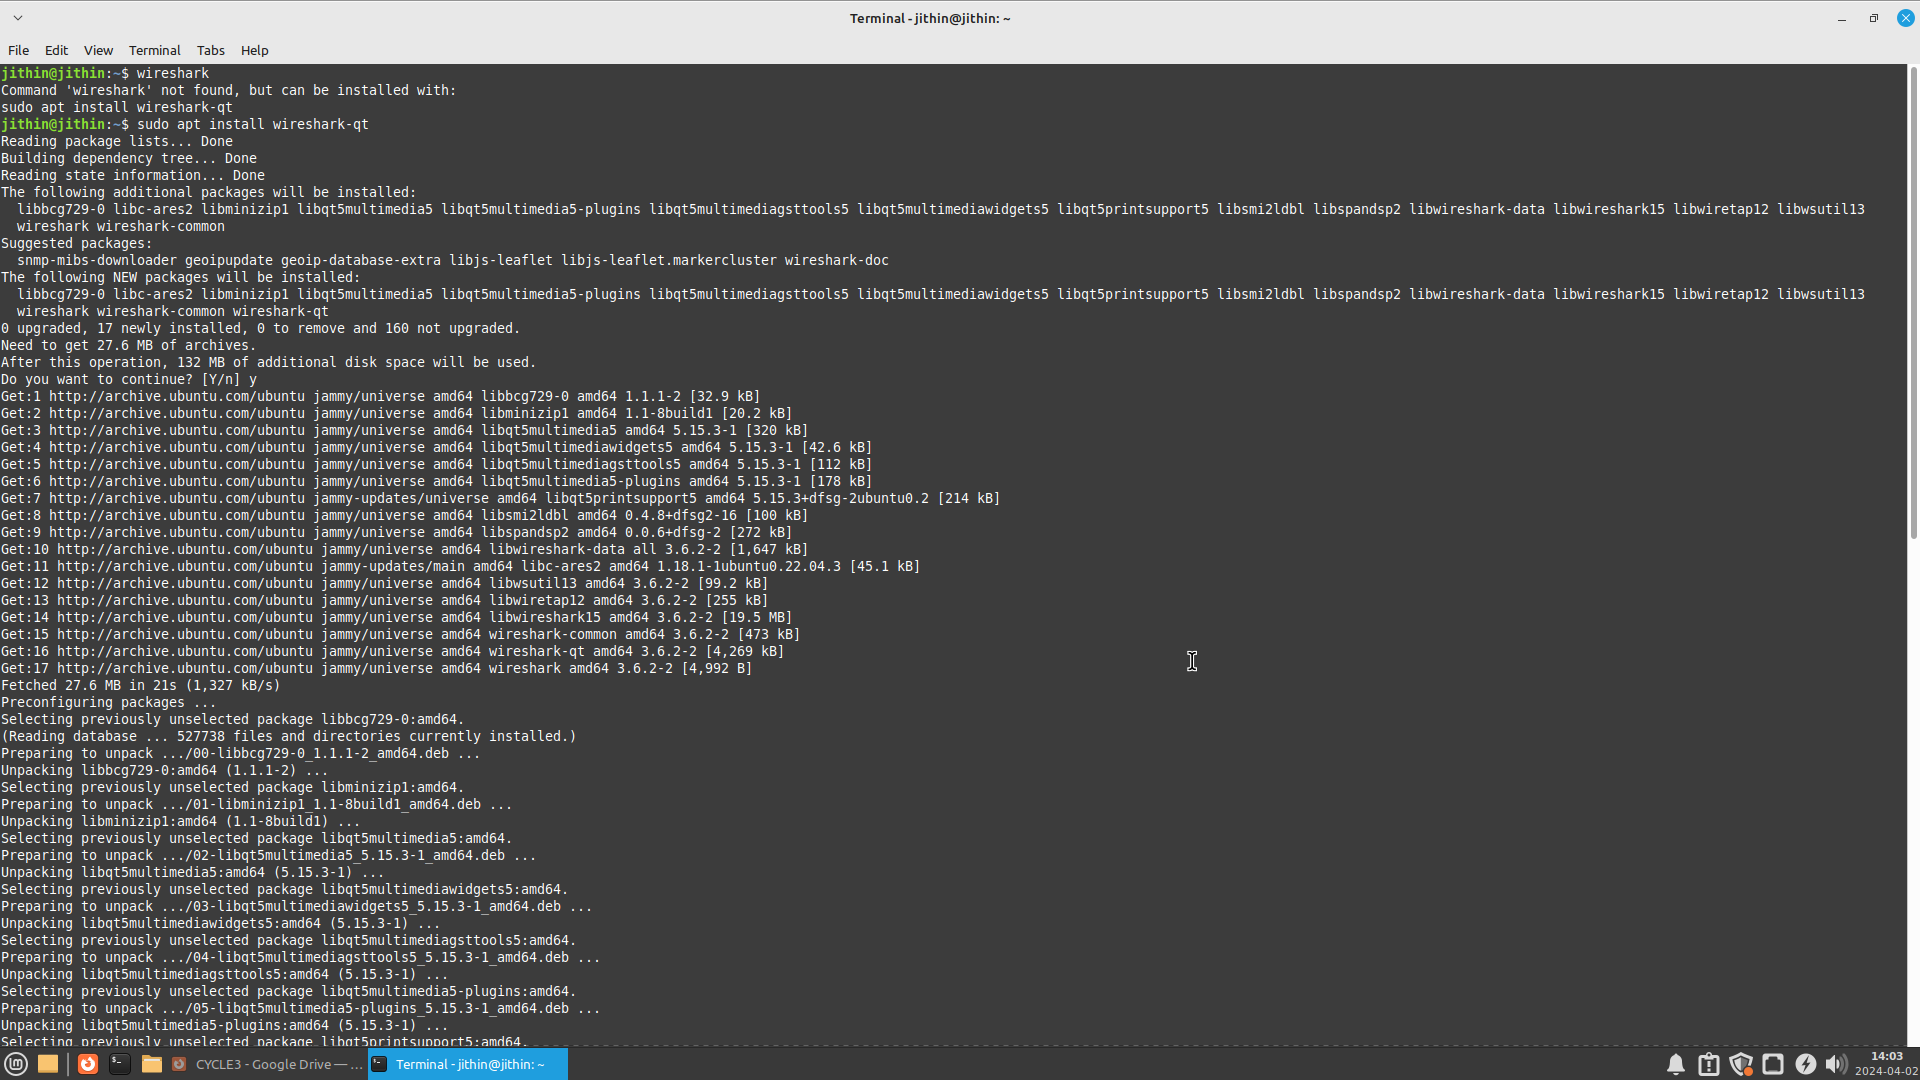 Terminal - jithin@jithin: ~
File Edit View Terminal Tabs Help
jithin@jithin:~$ wireshark
Command 'wireshark' not found, but can be installed with:
sudo apt install wireshark-qt
jithin@jithin:~$ sudo apt install wireshark-qt
Reading package lists... Done
Building dependency tree... Done
Reading state information... Done
The following additional packages will be installed:
  libbcg729-0 libc-ares2 libminizip1 libqt5multimedia5 libqt5multimedia5-plugins libqt5multimediagsttools5 libqt5multimediawidgets5 libqt5printsupport5 libsmi2ldbl libspandsp2 libwireshark-data libwireshark15 libwiretap12 libwsutil13
  wireshark wireshark-common
Suggested packages:
  snmp-mibs-downloader geoipupdate geoip-database-extra libjs-leaflet libjs-leaflet.markercluster wireshark-doc
The following NEW packages will be installed:
  libbcg729-0 libc-ares2 libminizip1 libqt5multimedia5 libqt5multimedia5-plugins libqt5multimediagsttools5 libqt5multimediawidgets5 libqt5printsupport5 libsmi2ldbl libspandsp2 libwireshark-data libwireshark15 libwiretap12 libwsutil13
  wireshark wireshark-common wireshark-qt
0 upgraded, 17 newly installed, 0 to remove and 160 not upgraded.
Need to get 27.6 MB of archives.
After this operation, 132 MB of additional disk space will be used.
Do you want to continue? [Y/n] y
Get:1 http://archive.ubuntu.com/ubuntu jammy/universe amd64 libbcg729-0 amd64 1.1.1-2 [32.9 kB]
Get:2 http://archive.ubuntu.com/ubuntu jammy/universe amd64 libminizip1 amd64 1.1-8build1 [20.2 kB]
Get:3 http://archive.ubuntu.com/ubuntu jammy/universe amd64 libqt5multimedia5 amd64 5.15.3-1 [320 kB]
Get:4 http://archive.ubuntu.com/ubuntu jammy/universe amd64 libqt5multimediawidgets5 amd64 5.15.3-1 [42.6 kB]
Get:5 http://archive.ubuntu.com/ubuntu jammy/universe amd64 libqt5multimediagsttools5 amd64 5.15.3-1 [112 kB]
Get:6 http://archive.ubuntu.com/ubuntu jammy/universe amd64 libqt5multimedia5-plugins amd64 5.15.3-1 [178 kB]
Get:7 http://archive.ubuntu.com/ubuntu jammy-updates/universe amd64 libqt5printsupport5 amd64 5.15.3+dfsg-2ubuntu0.2 [214 kB]
Get:8 http://archive.ubuntu.com/ubuntu jammy/universe amd64 libsmi2ldbl amd64 0.4.8+dfsg2-16 [100 kB]
Get:9 http://archive.ubuntu.com/ubuntu jammy/universe amd64 libspandsp2 amd64 0.0.6+dfsg-2 [272 kB]
Get:10 http://archive.ubuntu.com/ubuntu jammy/universe amd64 libwireshark-data all 3.6.2-2 [1,647 kB]
Get:11 http://archive.ubuntu.com/ubuntu jammy-updates/main amd64 libc-ares2 amd64 1.18.1-1ubuntu0.22.04.3 [45.1 kB]
Get:12 http://archive.ubuntu.com/ubuntu jammy/universe amd64 libwsutil13 amd64 3.6.2-2 [99.2 kB]
Get:13 http://archive.ubuntu.com/ubuntu jammy/universe amd64 libwiretap12 amd64 3.6.2-2 [255 kB]
Get:14 http://archive.ubuntu.com/ubuntu jammy/universe amd64 libwireshark15 amd64 3.6.2-2 [19.5 MB]
Get:15 http://archive.ubuntu.com/ubuntu jammy/universe amd64 wireshark-common amd64 3.6.2-2 [473 kB]
Get:16 http://archive.ubuntu.com/ubuntu jammy/universe amd64 wireshark-qt amd64 3.6.2-2 [4,269 kB]
Get:17 http://archive.ubuntu.com/ubuntu jammy/universe amd64 wireshark amd64 3.6.2-2 [4,992 B]
Fetched 27.6 MB in 21s (1,327 kB/s)
Preconfiguring packages ...
Selecting previously unselected package libbcg729-0:amd64.
(Reading database ... 527738 files and directories currently installed.)
Preparing to unpack .../00-libbcg729-0_1.1.1-2_amd64.deb ...
Unpacking libbcg729-0:amd64 (1.1.1-2) ...
Selecting previously unselected package libminizip1:amd64.
Preparing to unpack .../01-libminizip1_1.1-8build1_amd64.deb ...
Unpacking libminizip1:amd64 (1.1-8build1) ...
Selecting previously unselected package libqt5multimedia5:amd64.
Preparing to unpack .../02-libqt5multimedia5_5.15.3-1_amd64.deb ...
Unpacking libqt5multimedia5:amd64 (5.15.3-1) ...
Selecting previously unselected package libqt5multimediawidgets5:amd64.
Preparing to unpack .../03-libqt5multimediawidgets5_5.15.3-1_amd64.deb ...
Unpacking libqt5multimediawidgets5:amd64 (5.15.3-1) ...
Selecting previously unselected package libqt5multimediagsttools5:amd64.
Preparing to unpack .../04-libqt5multimediagsttools5_5.15.3-1_amd64.deb ...
Unpacking libqt5multimediagsttools5:amd64 (5.15.3-1) ...
Selecting previously unselected package libqt5multimedia5-plugins:amd64.
Preparing to unpack .../05-libqt5multimedia5-plugins_5.15.3-1_amd64.deb ...
Unpacking libqt5multimedia5-plugins:amd64 (5.15.3-1) ...
Selecting previously unselected package libqt5printsupport5:amd64.
CYCLE3 - Google Drive — ... Terminal - jithin@jithin: ~ 14:03
2024-04-02